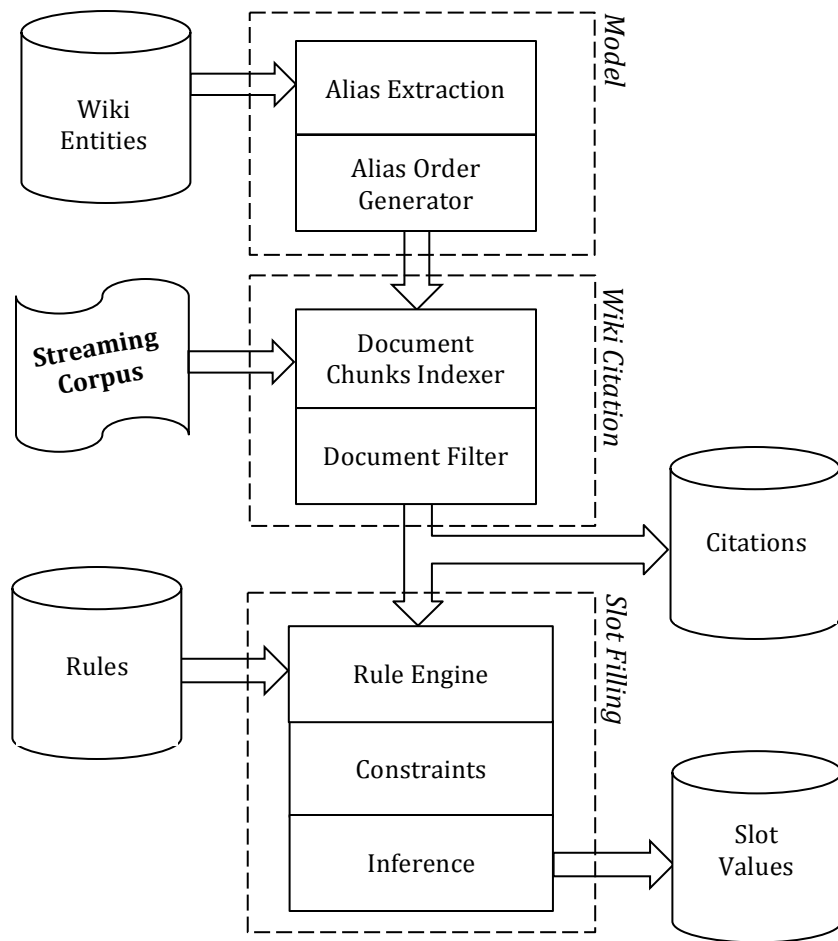 Model
Alias Extraction
Wiki
Entities
Alias Order
Generator
Wiki Citation
Streaming
Corpus
Document
Chunks Indexer
Document Filter
Citations
Slot Filling
Rules
Rule Engine
Constraints
Inference
Slot
Values